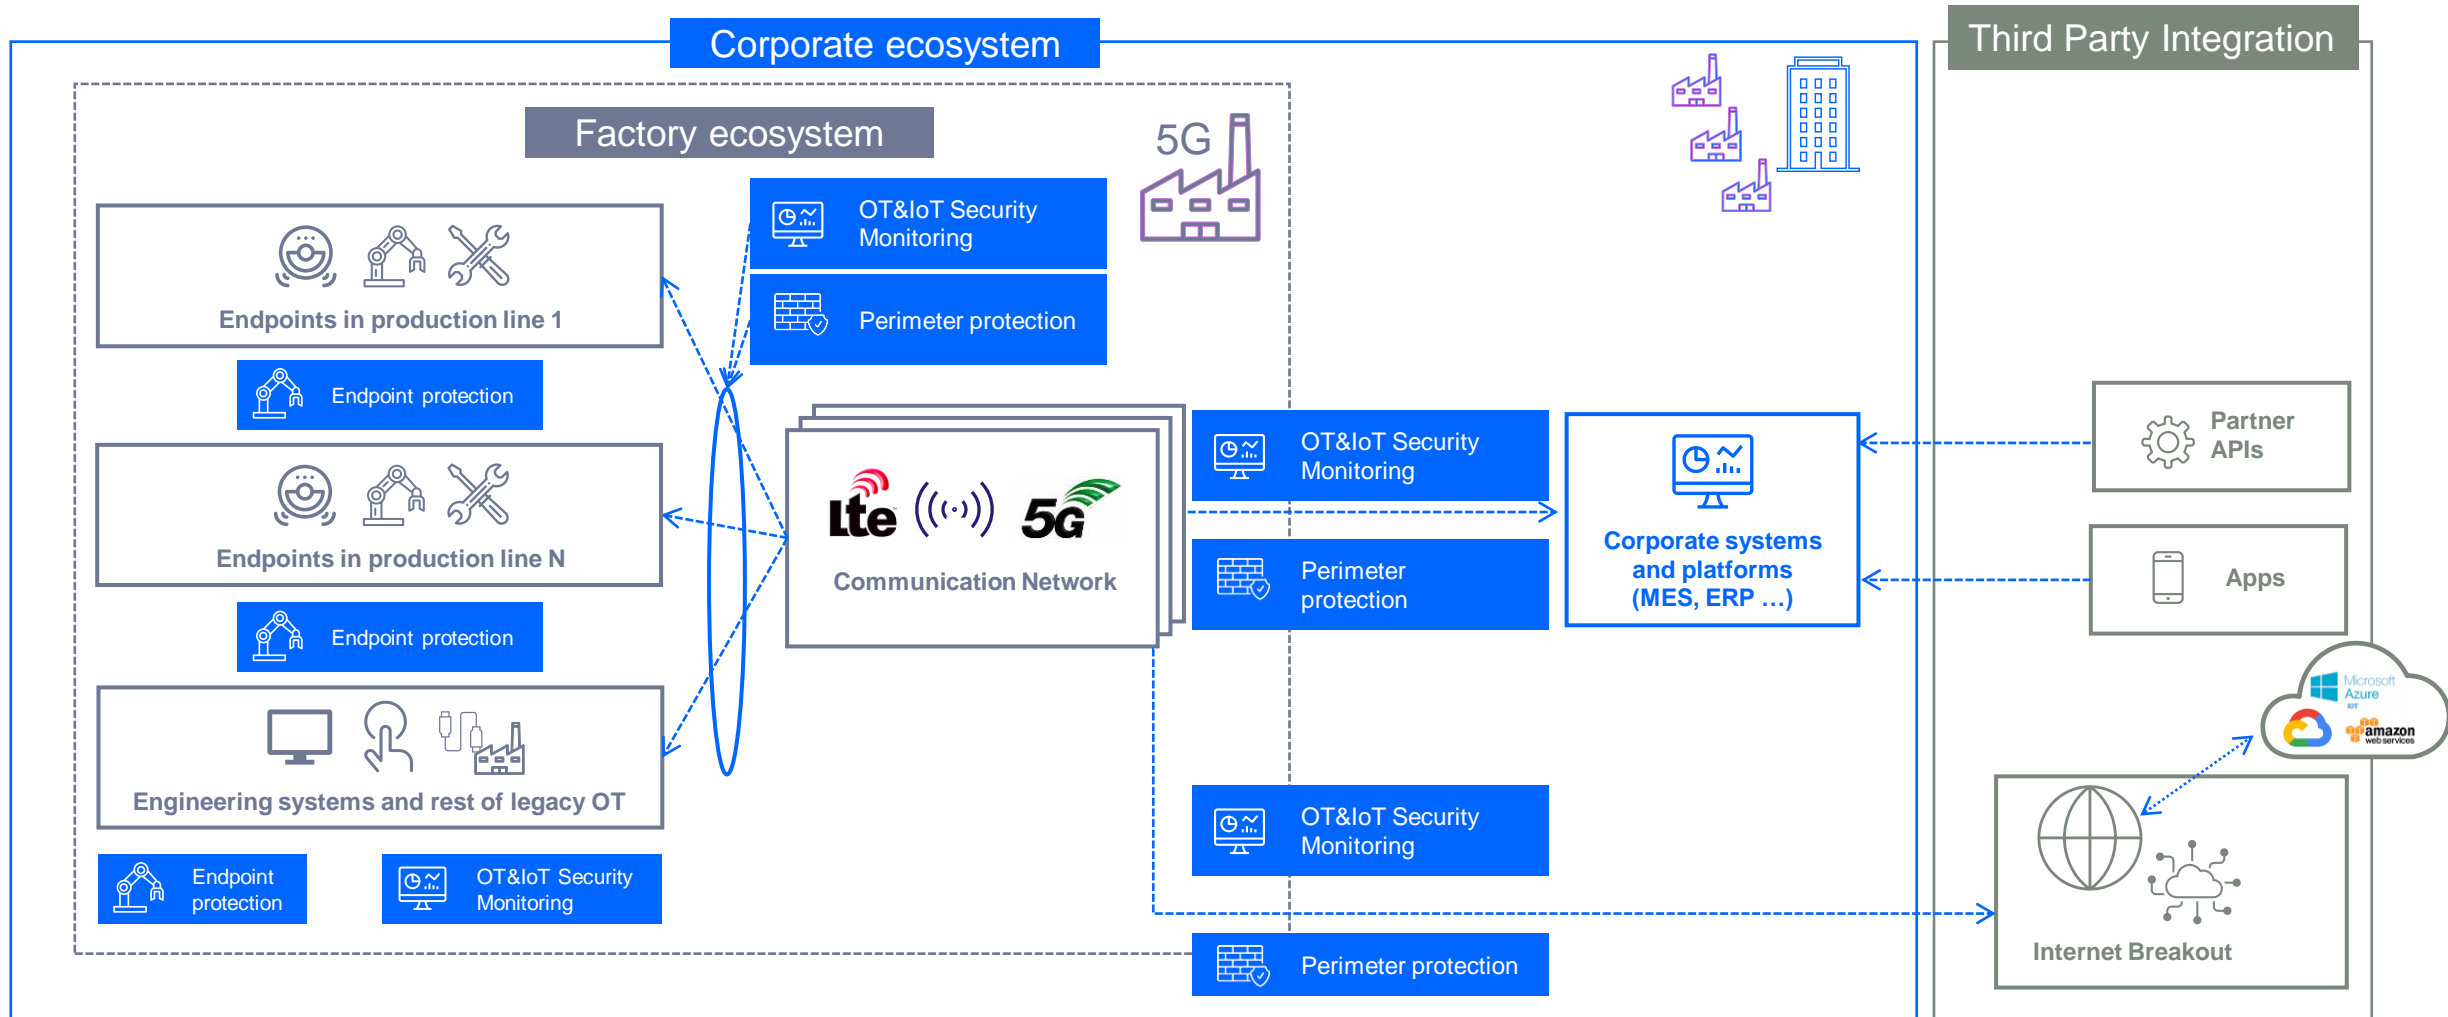 Corporate ecosystem
Third Party Integration
Factory ecosystem
5G
OT&IoT Security
Monitoring
Perimeter protection
Endpoints in production line 1
Endpoint protection
Endpoints in production line N
Endpoint protection
Engineering systems and rest of legacy OT
Endpoint
protection
OT&IoT Security
Monitoring
Lte
5G
Communication Network
OT&IoT Security
Monitoring
Perimeter
protection
Corporate systems
and platforms
(MES, ERP …)
OT&IoT Security
Monitoring
Perimeter protection
Partner
APIs
Apps
Microsoft
Azure
IOT
amazon
web services
Internet Breakout